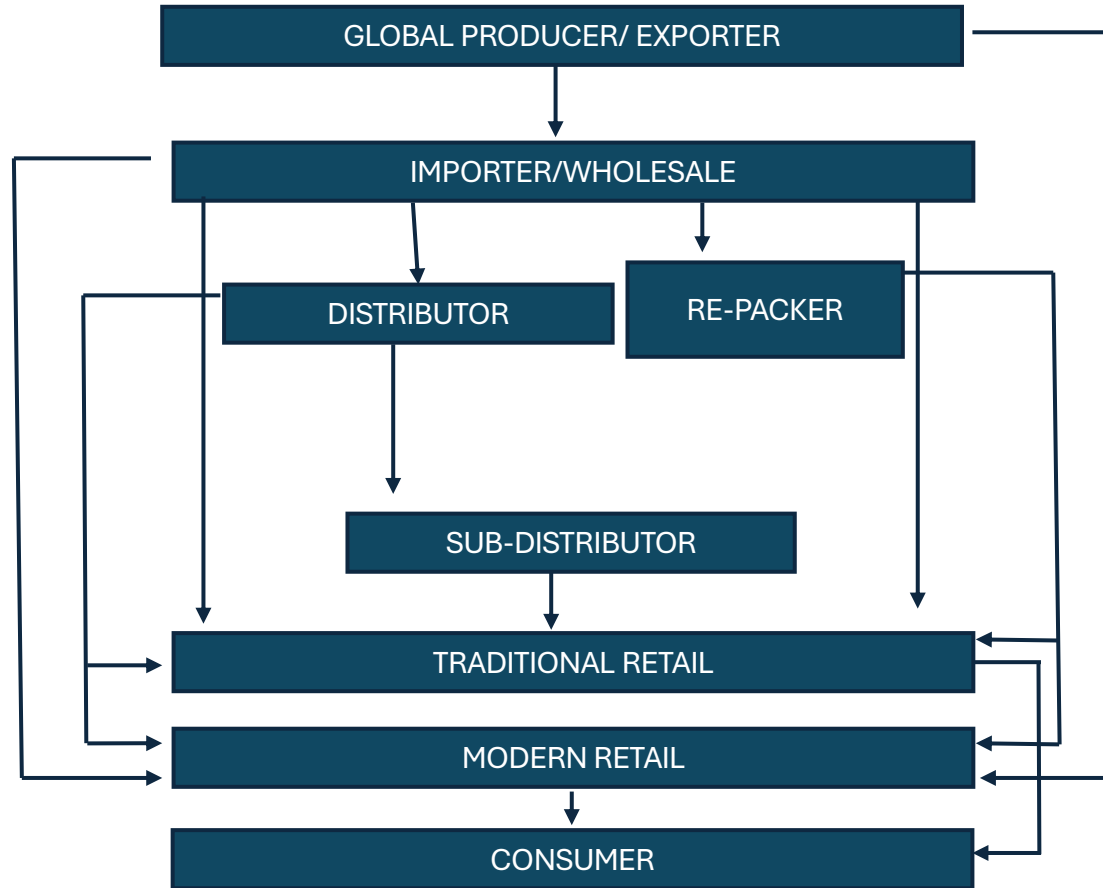 GLOBAL PRODUCER/ EXPORTER
IMPORTER/WHOLESALE
DISTRIBUTOR
RE-PACKER
SUB-DISTRIBUTOR
TRADITIONAL RETAIL
MODERN RETAIL
CONSUMER